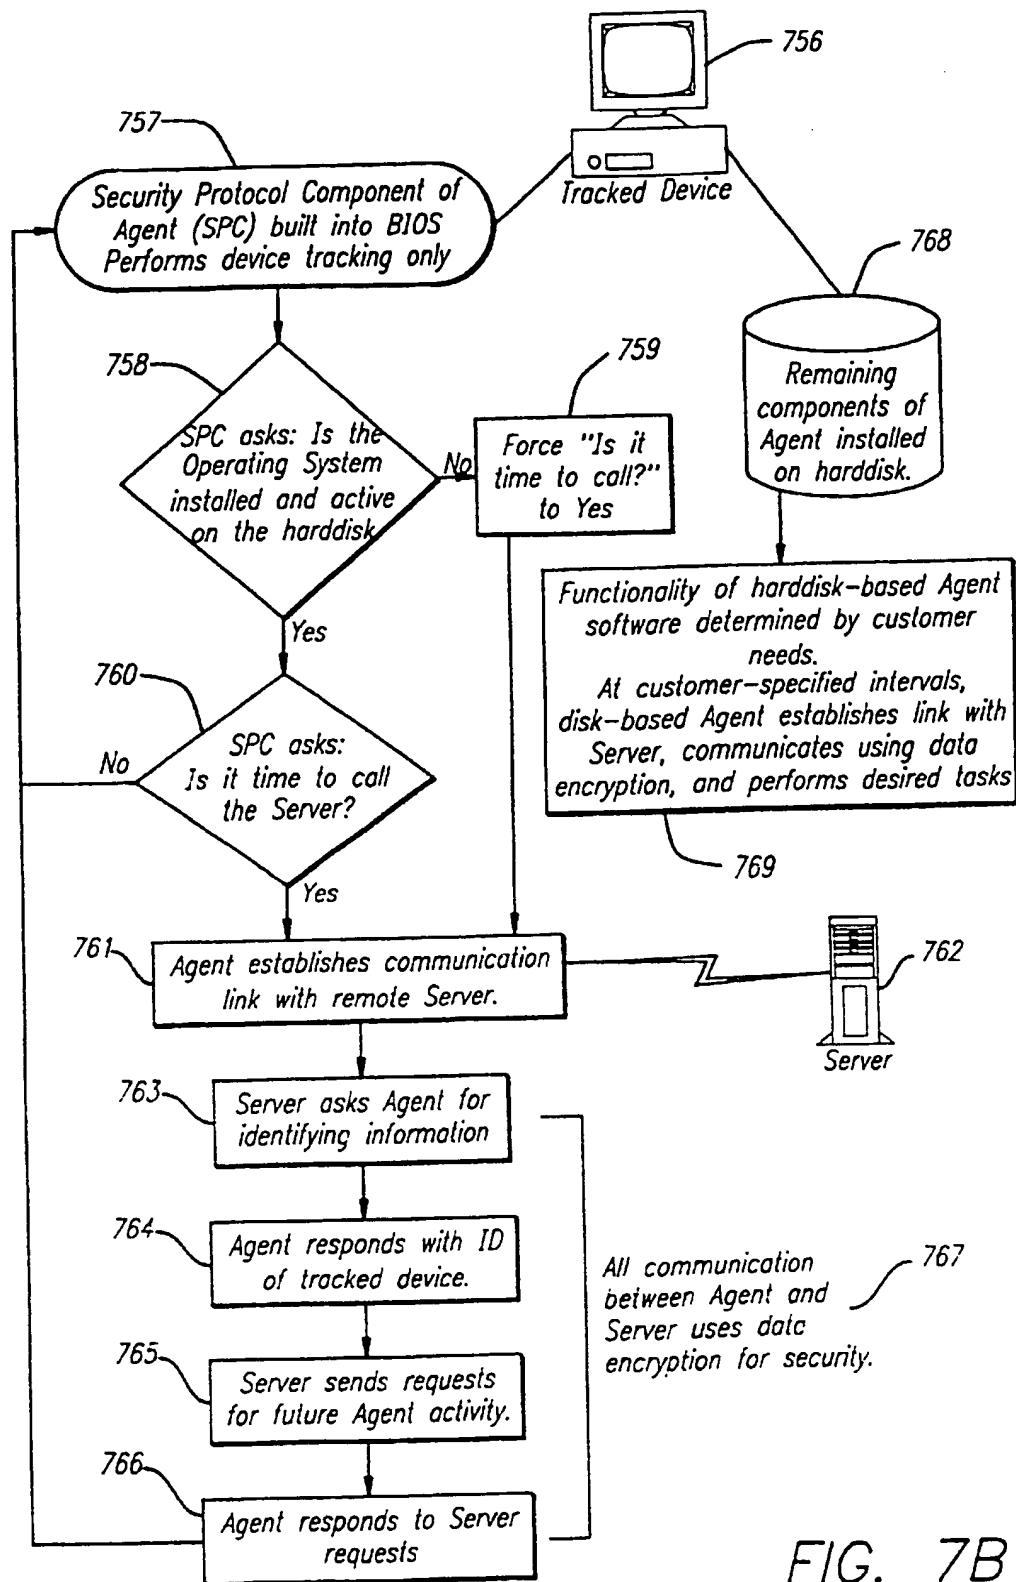 756
Tracked Device
757
Security Protocol Component of
Agent (SPC) built into BIOS
Performs device tracking only
768
Remaining
components of
Agent installed
on harddisk.
758
SPC asks: Is the
Operating System
installed and active
on the harddisk
No
759
Force "Is it
time to call?"
to Yes
Yes
Functionality of harddisk-based Agent
software determined by customer
needs.
At customer-specified intervals,
disk-based Agent establishes link with
Server, communicates using data
encryption, and performs desired tasks
769
760
No
SPC asks:
Is it time to call
the Server?
Yes
761
Agent establishes communication
link with remote Server.
762
Server
763
Server asks Agent for
identifying information
764
Agent responds with ID
of tracked device.
All communication
between Agent and
Server uses data
encryption for security.
767
765
Server sends requests
for future Agent activity.
766
Agent responds to Server
requests
FIG. 7B